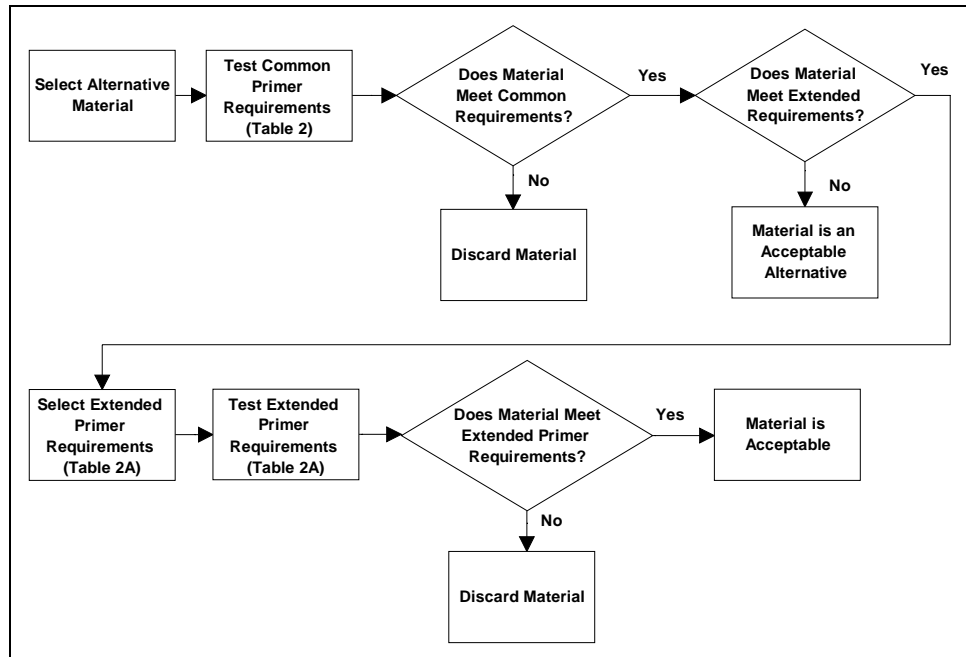 Select Alternative
Material
Test Common
Primer
Requirements
(Table 2)
Does Material
Meet Common
Requirements?
Yes
Does Material
Meet Extended
Requirements?
Yes
No
No
Discard Material
Material is an
Acceptable
Alternative
Select Extended
Primer
Requirements
(Table 2A)
Test Extended
Primer
Requirements
(Table 2A)
Does Material Meet
Extended Primer
Requirements?
Yes
Material is
Acceptable
No
Discard Material